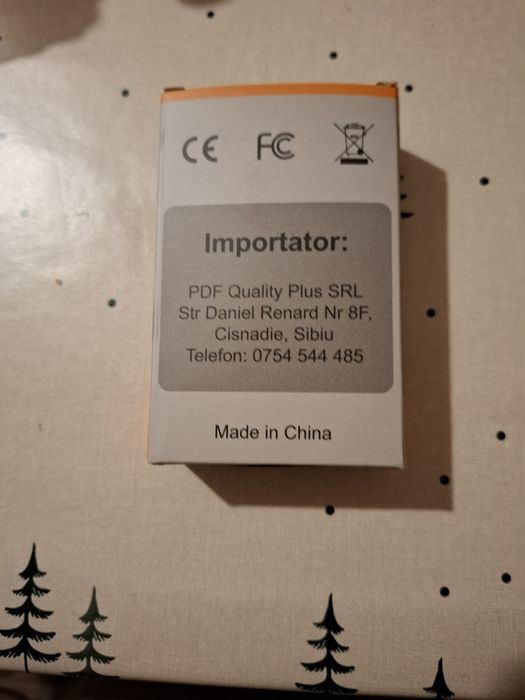 CE FC
Importator:
PDF Quality Plus SRL
Str Daniel Renard Nr 8F,
Cisnadie, Sibiu
Telefon: 0754 544 485
Made in China